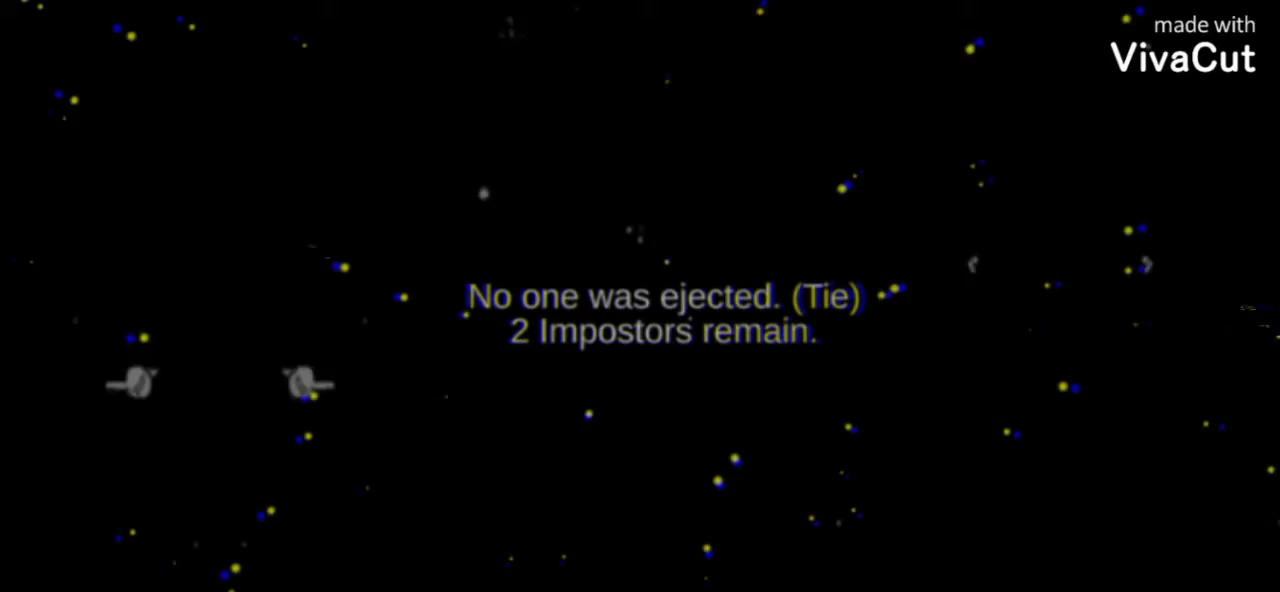 made with
VivaCut
No one was ejected. (Tie)
2 Impostors remain.